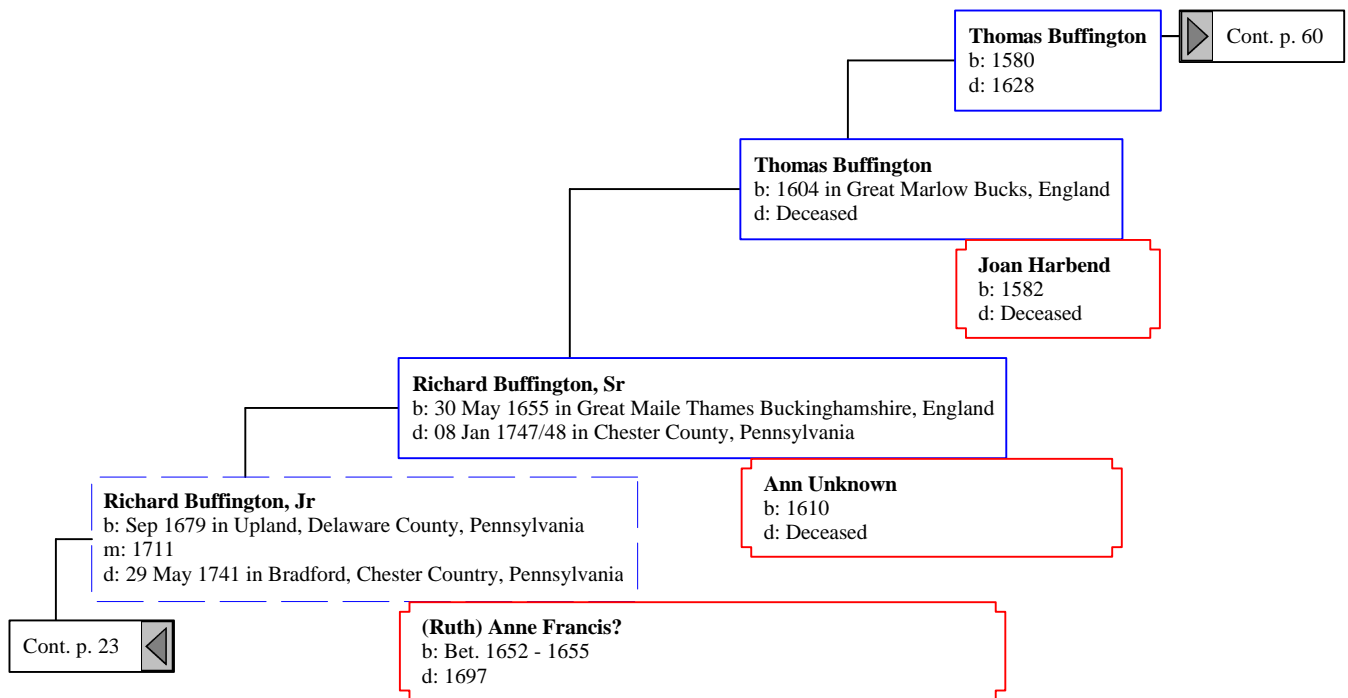 Thomas Buffington
b: 1580
d: 1628
Cont. p. 60
Thomas Buffington
b: 1604 in Great Marlow Bucks, England
d: Deceased
Joan Harbend
b: 1582
d: Deceased
Richard Buffington, Sr
b: 30 May 1655 in Great Maile Thames Buckinghamshire, England
d: 08 Jan 1747/48 in Chester County, Pennsylvania
Ann Unknown
b: 1610
d: Deceased
Richard Buffington, Jr
b: Sep 1679 in Upland, Delaware County, Pennsylvania
m: 1711
d: 29 May 1741 in Bradford, Chester Country, Pennsylvania
Cont. p. 23
(Ruth) Anne Francis?
b: Bet. 1652 - 1655
d: 1697